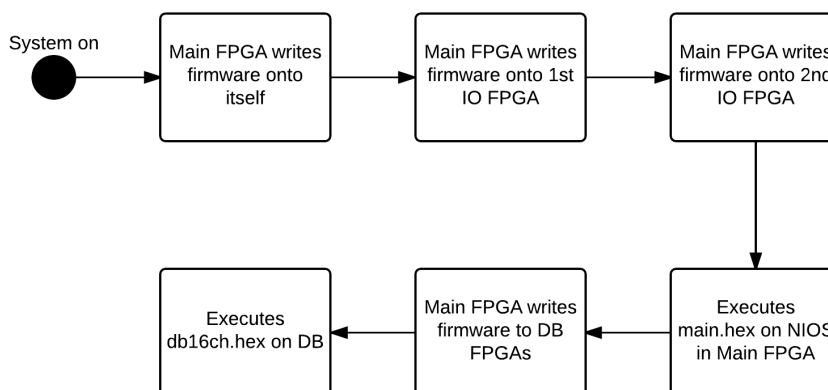 System on
Main FPGA writes
firmware onto
itself
Main FPGA writes
firmware onto 1st
IO FPGA
Main FPGA writes
firmware onto 2nd
IO FPGA
Executes
db16ch.hex on DB
Main FPGA writes
firmware to DB
FPGAs
Executes
main.hex on NIOS
in Main FPGA